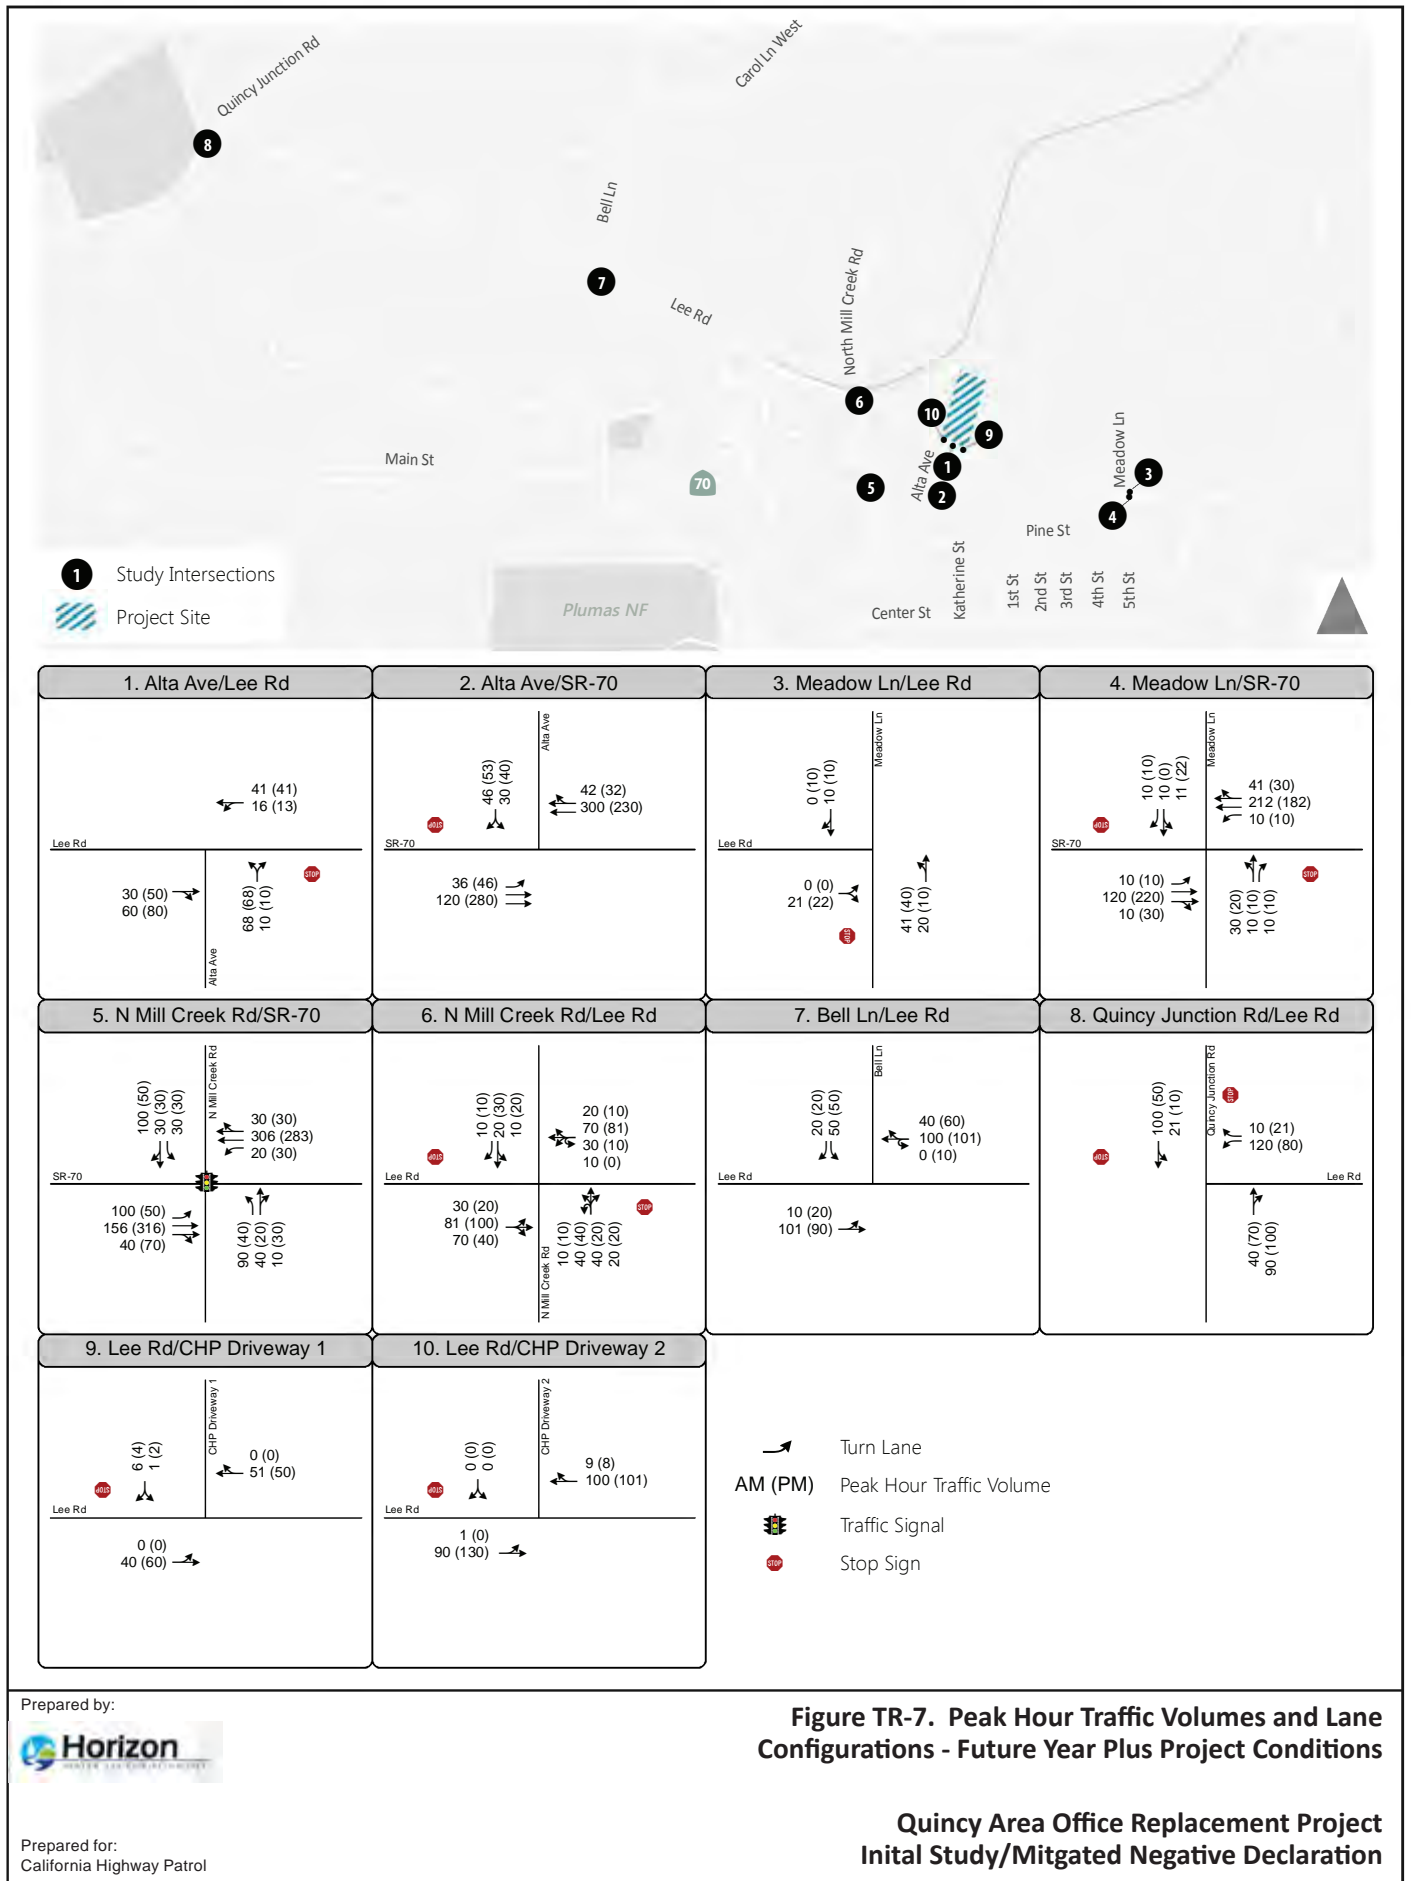 Quincy Junction Rd
Carol Ln West
8
Bell Ln
7
Lee Rd
North Mill Creek Rd
6
10
9
Main St
70
5
Alta Ave
1
2
Meadow Ln
3
4
Pine St
Katherine St
1st St
2nd St
3rd St
4th St
5th St
Center St
Plumas NF
1 Study Intersections
Project Site
1. Alta Ave/Lee Rd
41 (41)
16 (13)
Lee Rd
30 (50)
60 (80)
68 (68)
10 (10)
STOP
Alta Ave
2. Alta Ave/SR-70
Alta Ave
46 (53)
30 (40)
42 (32)
300 (230)
STOP
SR-70
36 (46)
120 (280)
3. Meadow Ln/Lee Rd
Meadow Ln
0 (10)
10 (10)
Lee Rd
0 (0)
21 (22)
41 (40)
20 (10)
STOP
4. Meadow Ln/SR-70
Meadow Ln
10 (10)
10 (0)
11 (22)
41 (30)
212 (182)
10 (10)
STOP
SR-70
10 (10)
120 (220)
10 (30)
30 (20)
10 (10)
10 (10)
STOP
5. N Mill Creek Rd/SR-70
N Mill Creek Rd
100 (50)
30 (30)
30 (30)
30 (30)
306 (283)
20 (30)
SR-70
100 (50)
156 (316)
40 (70)
90 (40)
40 (20)
10 (30)
6. N Mill Creek Rd/Lee Rd
10 (10)
20 (30)
10 (20)
20 (10)
70 (81)
30 (10)
10 (0)
STOP
Lee Rd
30 (20)
81 (100)
70 (40)
10 (10)
40 (40)
40 (20)
20 (20)
STOP
N Mill Creek Rd
7. Bell Ln/Lee Rd
Bell Ln
20 (20)
50 (50)
40 (60)
100 (101)
0 (10)
Lee Rd
10 (20)
101 (90)
8. Quincy Junction Rd/Lee Rd
Quincy Junction Rd
100 (50)
21 (10)
STOP
10 (21)
120 (80)
STOP
Lee Rd
40 (70)
90 (100)
9. Lee Rd/CHP Driveway 1
CHP Driveway 1
6 (4)
1 (2)
0 (0)
51 (50)
STOP
Lee Rd
0 (0)
40 (60)
10. Lee Rd/CHP Driveway 2
CHP Driveway 2
0 (0)
0 (0)
9 (8)
100 (101)
STOP
Lee Rd
1 (0)
90 (130)
Turn Lane
AM (PM) Peak Hour Traffic Volume
Traffic Signal
STOP Stop Sign
Prepared by:
Horizon
Figure TR-7. Peak Hour Traffic Volumes and Lane
Configurations - Future Year Plus Project Conditions
Quincy Area Office Replacement Project
Inital Study/Mitgated Negative Declaration
Prepared for:
California Highway Patrol